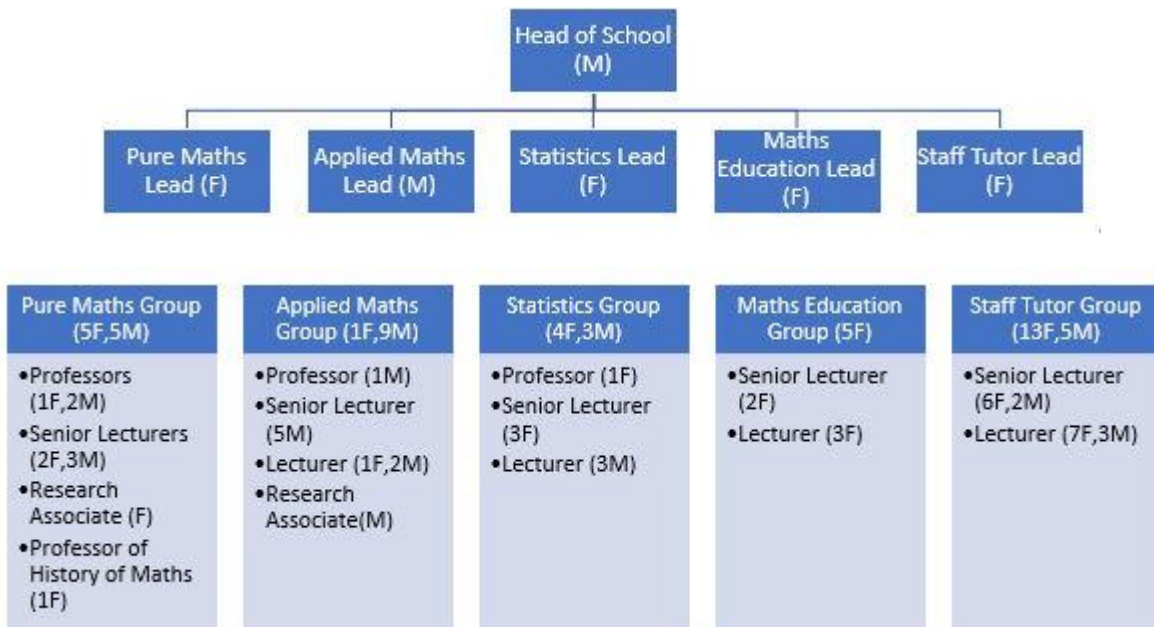 Head of School
(M)
Pure Maths
Lead (F)
Applied Maths
Lead (M)
Statistics Lead
(F)
Maths
Education Lead
(F)
Staff Tutor Lead
(F)
Pure Maths Group
(5F,5M)
•Professors
(1F,2M)
•Senior Lecturers
(2F,3M)
•Research
Associate (F)
•Professor of
History of Maths
(1F)
Applied Maths
Group (1F,9M)
•Professor (1M)
•Senior Lecturer
(5M)
•Lecturer (1F,2M)
•Research
Associate(M)
Statistics Group
(4F,3M)
•Professor (1F)
•Senior Lecturer
(3F)
•Lecturer (3M)
Maths Education
Group (5F)
•Senior Lecturer
(2F)
•Lecturer (3F)
Staff Tutor Group
(13F,5M)
•Senior Lecturer
(6F,2M)
•Lecturer (7F,3M)